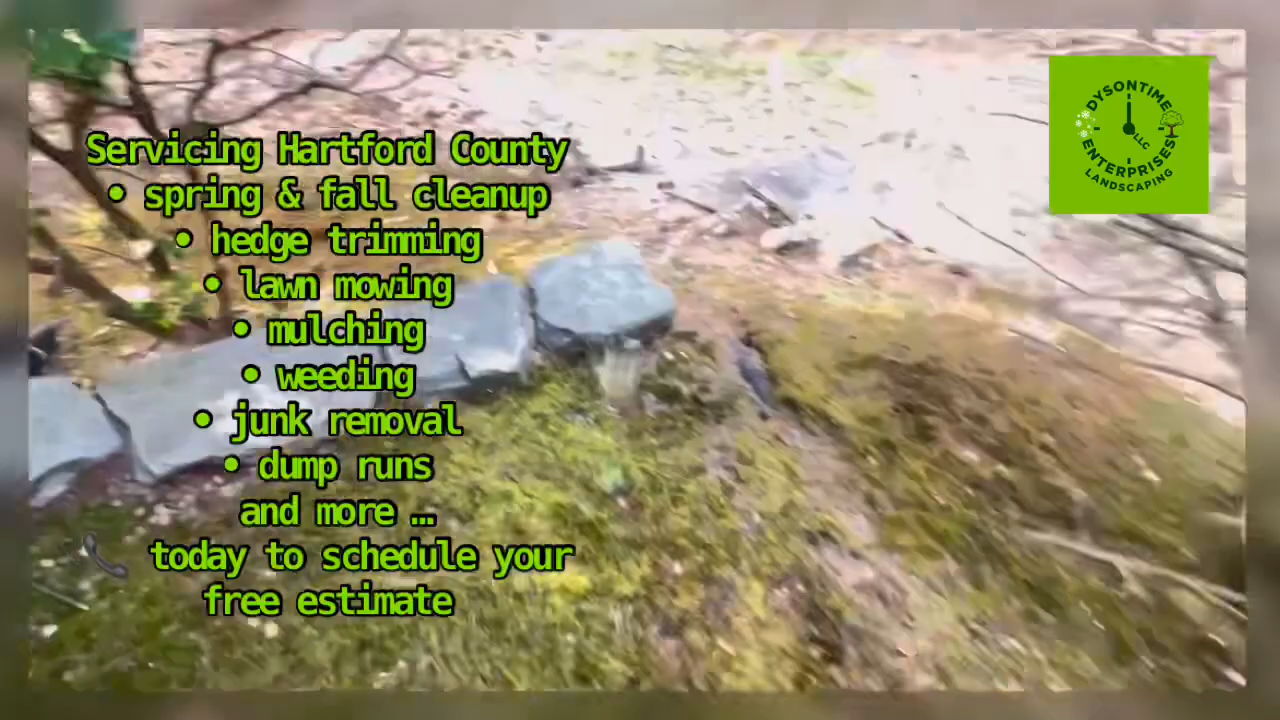 Servicing Hartford County
• spring & fall cleanup
• hedge trimming
• lawn mowing
• mulching
• weeding
• junk removal
• dump runs
and more …
📞 today to schedule your
free estimate
DYSONTIME
LLC
ENTERPRISES
LANDSCAPING